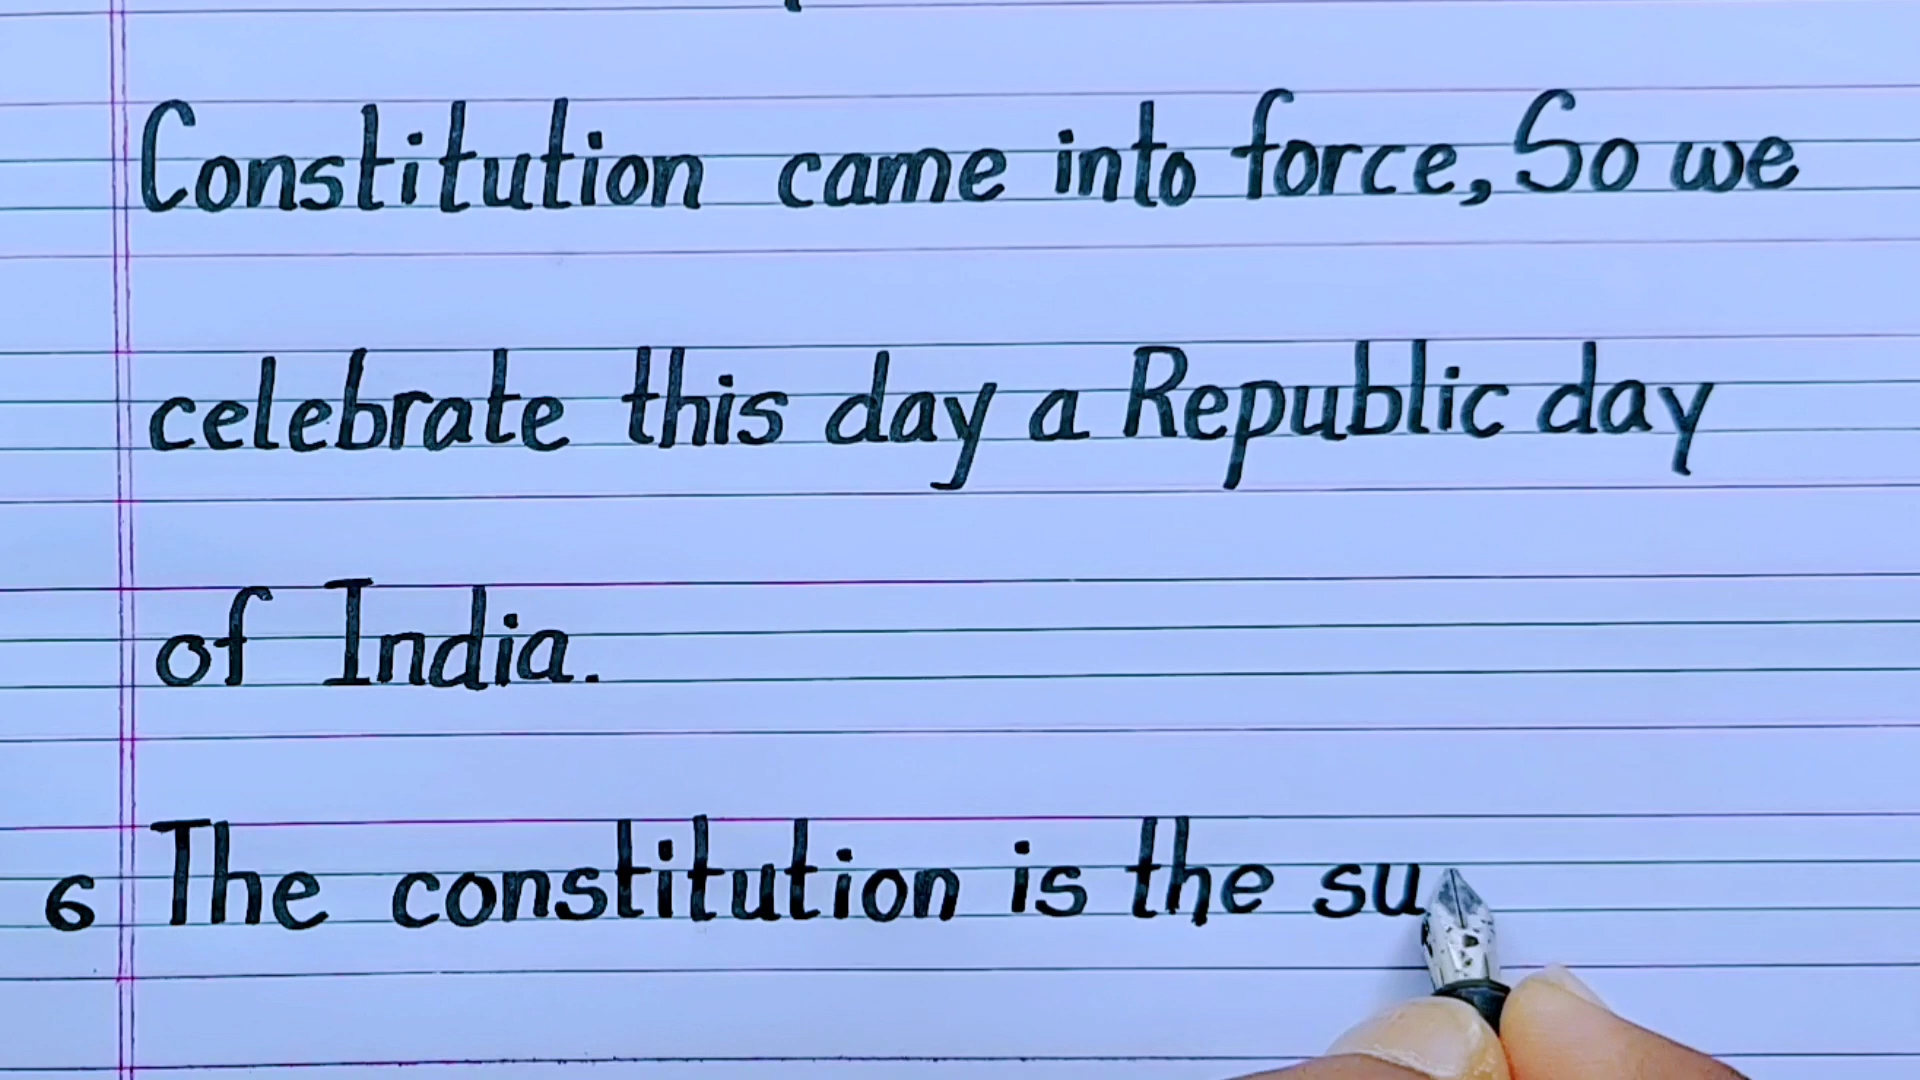 Constitution came into force, So we
celebrate this day a Republic day
of India.
6 The constitution is the su